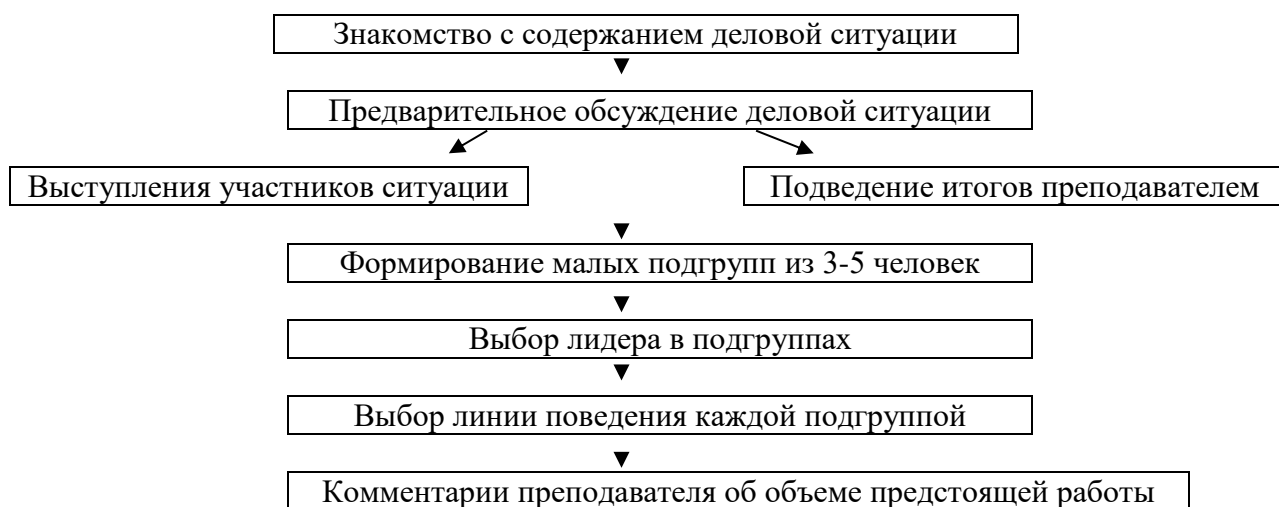 Знакомство с содержанием деловой ситуации
Предварительное обсуждение деловой ситуации
Выступления участников ситуации
Подведение итогов преподавателем
Формирование малых подгрупп из 3-5 человек
Выбор лидера в подгруппах
Выбор линии поведения каждой подгруппой
Комментарии преподавателя об объеме предстоящей работы